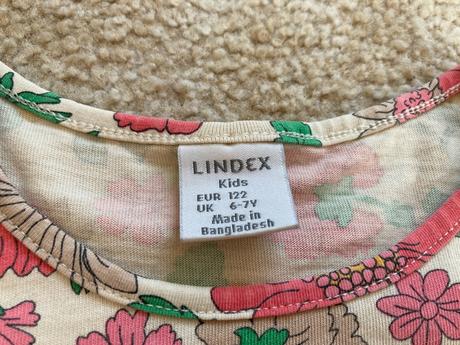 LINDEX
Kids
EUR 122
UK 6-7Y
Made in
Bangladesh